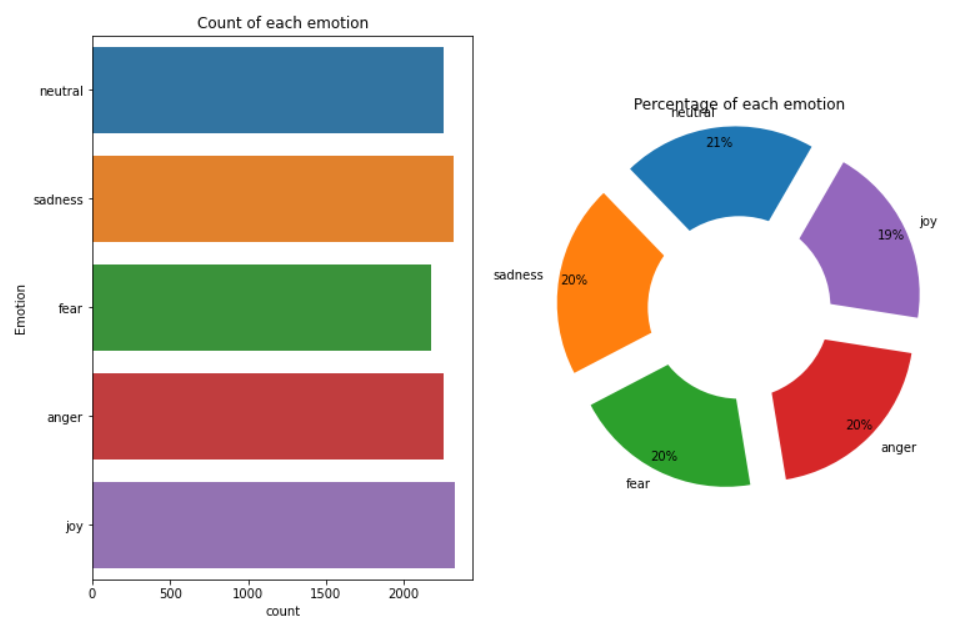 Count of each emotion
Emotion
neutral
sadness
fear
anger
joy
0 500 1000 1500 2000
count
Percentage of each emotion
neutral
21%
joy
19%
sadness
20%
anger
20%
fear
20%